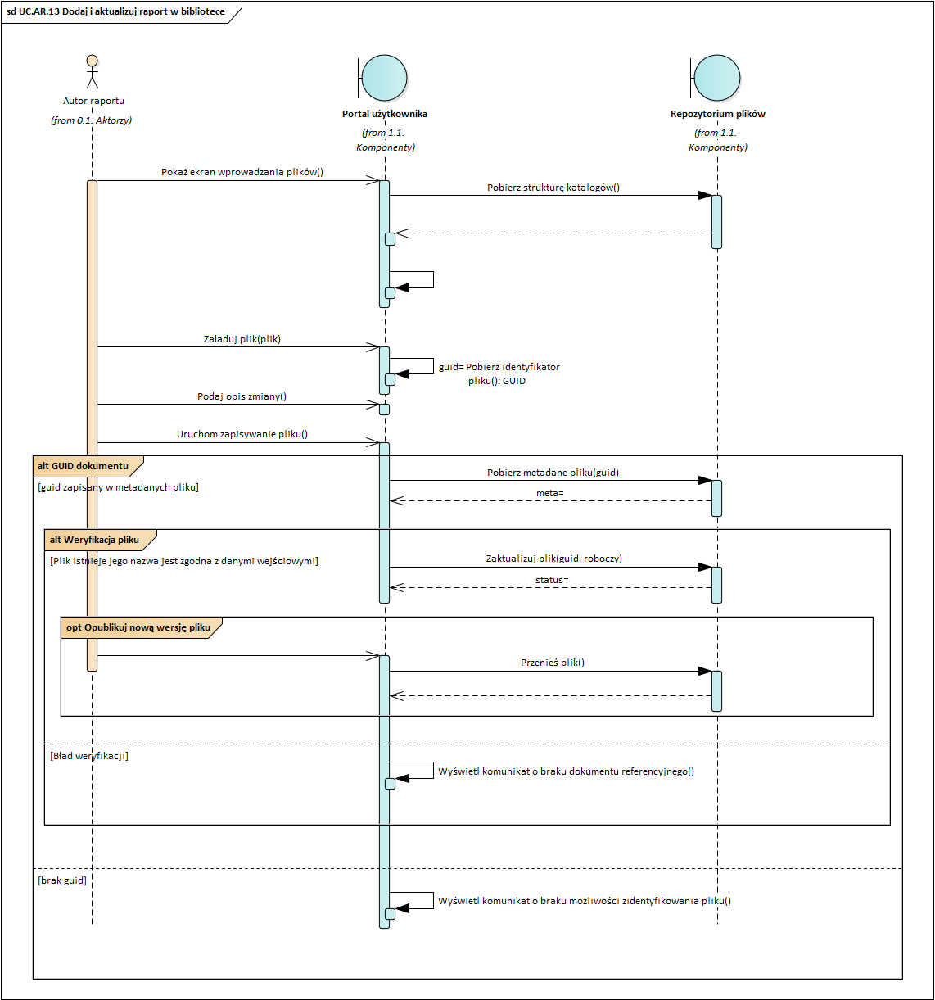 sd UC.AR.13 Dodaj i aktualizuj raport w bibliotece
Autor raportu
(from 0.1. Aktorzy)
Portal użytkownika
(from 1.1.
Komponenty)
Repozytorium plików
(from 1.1.
Komponenty)
Pokaż ekran wprowadzania plików()
Pobierz strukturę katalogów()
Załaduj plik(plik)
guid= Pobierz identyfikator
pliku(): GUID
Podaj opis zmiany()
Uruchom zapisywanie pliku()
alt GUID dokumentu
[guid zapisany w metadanych pliku]
Pobierz metadane pliku(guid)
meta=
alt Weryfikacja pliku
[Plik istnieje jego nazwa jest zgodna z danymi wejściowymi]
Zaktualizuj plik(guid, roboczy)
status=
opt Opublikuj nową wersję pliku
Przenieś plik()
[Bład weryfikacji]
Wyświetl komunikat o braku dokumentu referencyjnego()
[brak guid]
Wyświetl komunikat o braku możliwości zidentyfikowania pliku()